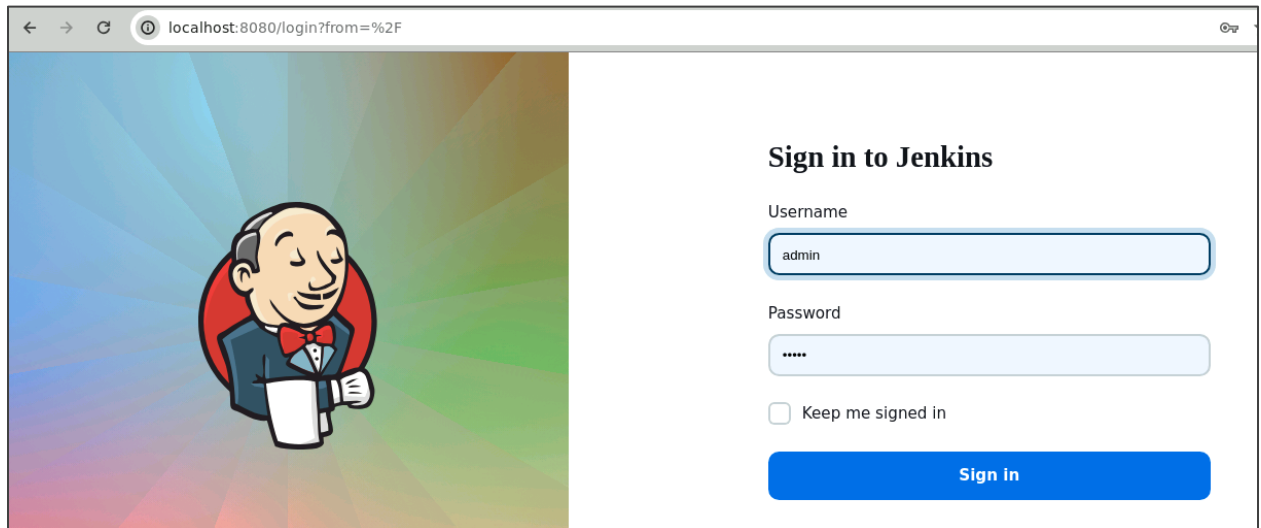 localhost:8080/login?from=%2F
Sign in to Jenkins
Username
admin
Password
•••••
Keep me signed in
Sign in